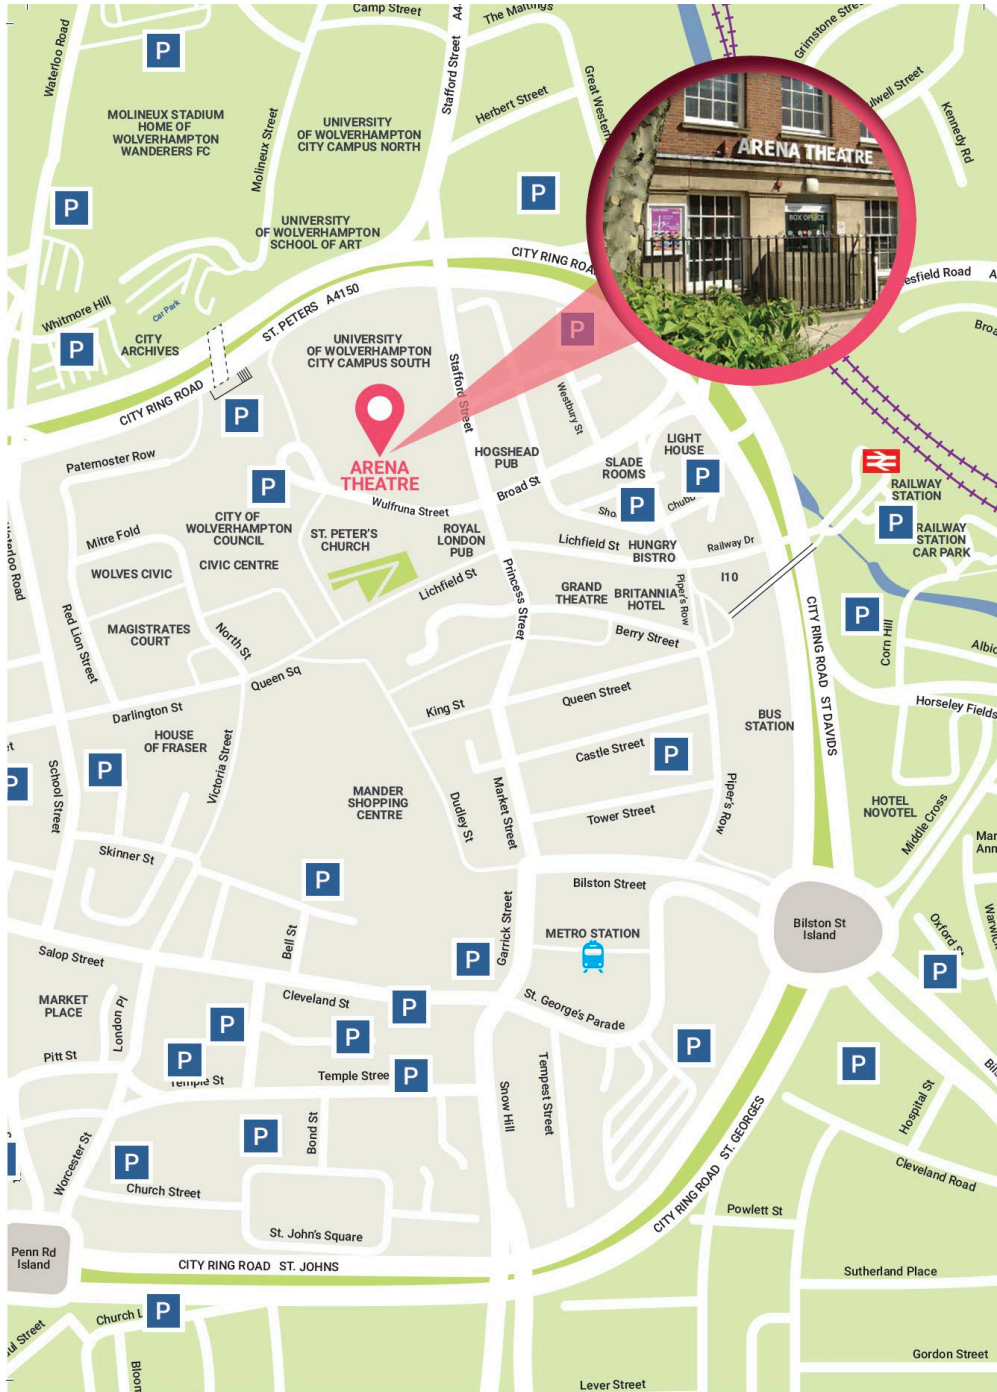 Camp Street
The Maltings
Waterloo Road
P
Stafford Street
Grimstone
Great Western
Herbert Street
Kennedy Rd
MOLINEUX STADIUM
HOME OF
WOLVERHAMPTON
WANDERERS FC
Molineux Street
UNIVERSITY
OF WOLVERHAMPTON
CITY CAMPUS NORTH
ARENA THEATRE
BOX OFFICE
P
P
UNIVERSITY
OF WOLVERHAMPTON
SCHOOL OF ART
CITY RING
Whitmore Hill
Car Park
ST. PETERS A4150
P
CITY
ARCHIVES
P
UNIVERSITY
OF WOLVERHAMPTON
CITY CAMPUS SOUTH
Stafford Street
Westbury St
CITY RING ROAD
P
ARENA
THEATRE
HOGSHEAD
PUB
LIGHT
HOUSE
SLADE
ROOMS
P
Paternoster Row
P
Broad St
P
RAILWAY
STATION
P
RAILWAY
STATION
CAR PARK
Wulfruna Street
CITY OF
WOLVERHAMPTON
COUNCIL
CIVIC CENTRE
ST. PETER'S
CHURCH
ROYAL
LONDON
PUB
Mitre Fold
WOLVES CIVIC
Lichfield St
HUNGRY
BISTRO
Railway Dr
I10
Lichfield St
Princess Street
GRAND
THEATRE
BRITANNIA
HOTEL
Piper's Row
Waterloo Road
Red Lion Street
MAGISTRATES
COURT
North St
Berry Street
P
Corn Hill
CITY RING ROAD ST DAVIDS
Queen Sq
Queen Street
King St
Horseley Fields
Darlington St
BUS
STATION
HOUSE
OF FRASER
Victoria Street
Castle Street
P
P
P
School Street
MANDER
SHOPPING
CENTRE
Dudley St
Market Street
Tower Street
Piper's Row
HOTEL
NOVOTEL
Middle Cross
Skinner St
P
Bilston Street
Garrick Street
Bilston St
Island
METRO STATION
Bell St
Salop Street
P
P
Warwick
MARKET
PLACE
London Pl
Cleveland St
P
St. George's Parade
P
P
P
P
P
Pitt St
Temple St
P
Tempest Street
Snow Hill
Hospital St
Bond St
P
Worcester St
P
Cleveland Road
Church Street
CITY RING ROAD ST. GEORGES
Powlett St
St. John's Square
Penn Rd
Island
CITY RING ROAD ST. JOHNS
Sutherland Place
P
Church
Gordon Street
Lever Street